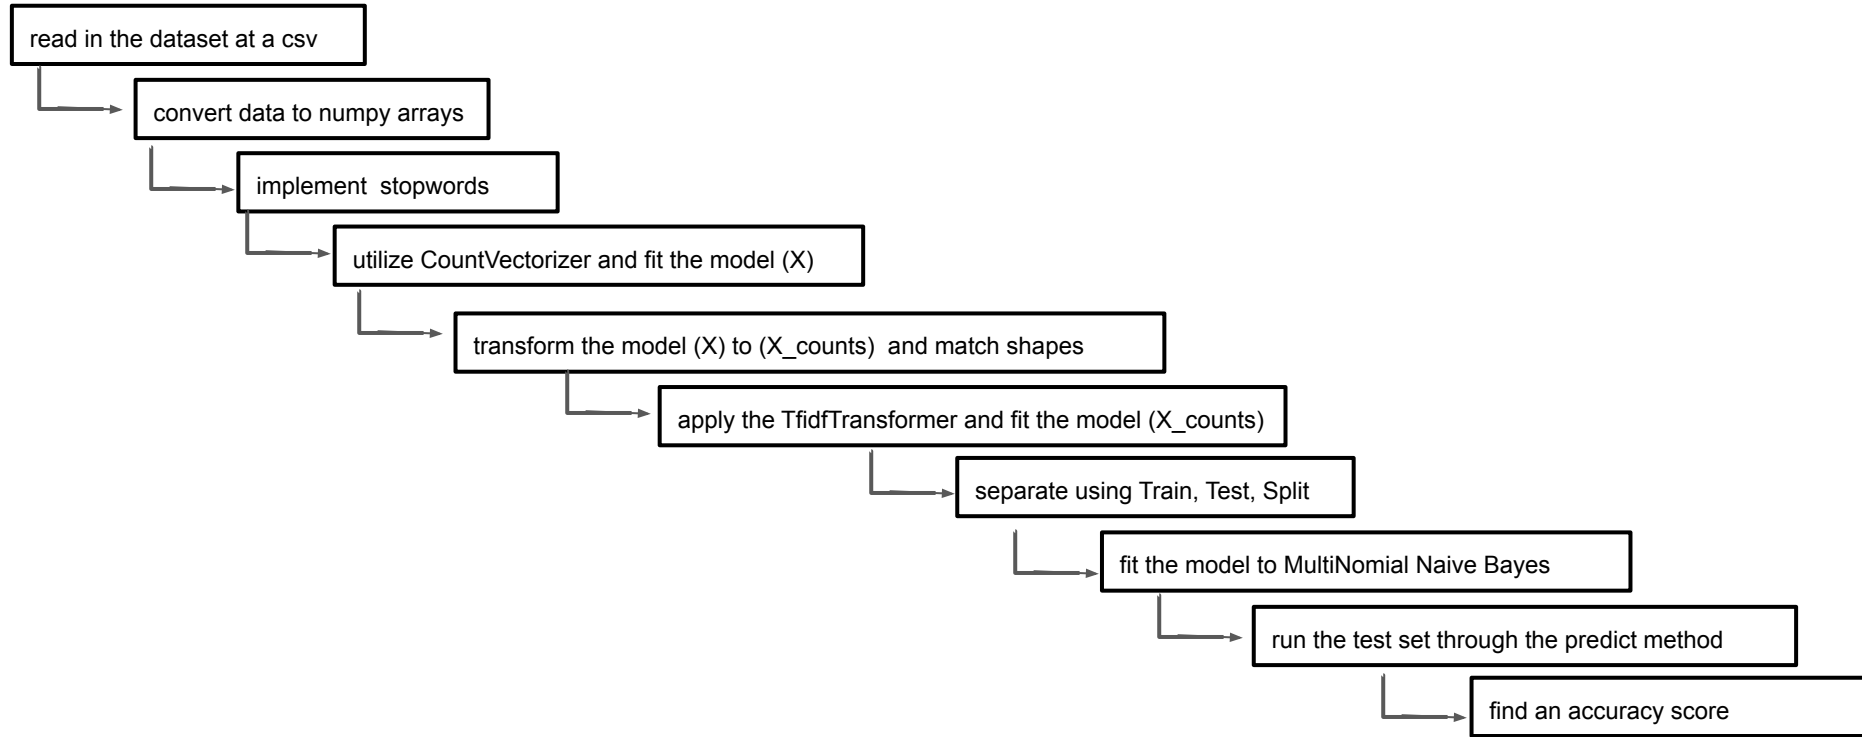 read in the dataset at a csv
convert data to numpy arrays
implement  stopwords
utilize CountVectorizer and fit the model (X)
transform the model (X) to (X_counts)  and match shapes
apply the TfidfTransformer and fit the model (X_counts)
separate using Train, Test, Split
fit the model to MultiNomial Naive Bayes
run the test set through the predict method
find an accuracy score